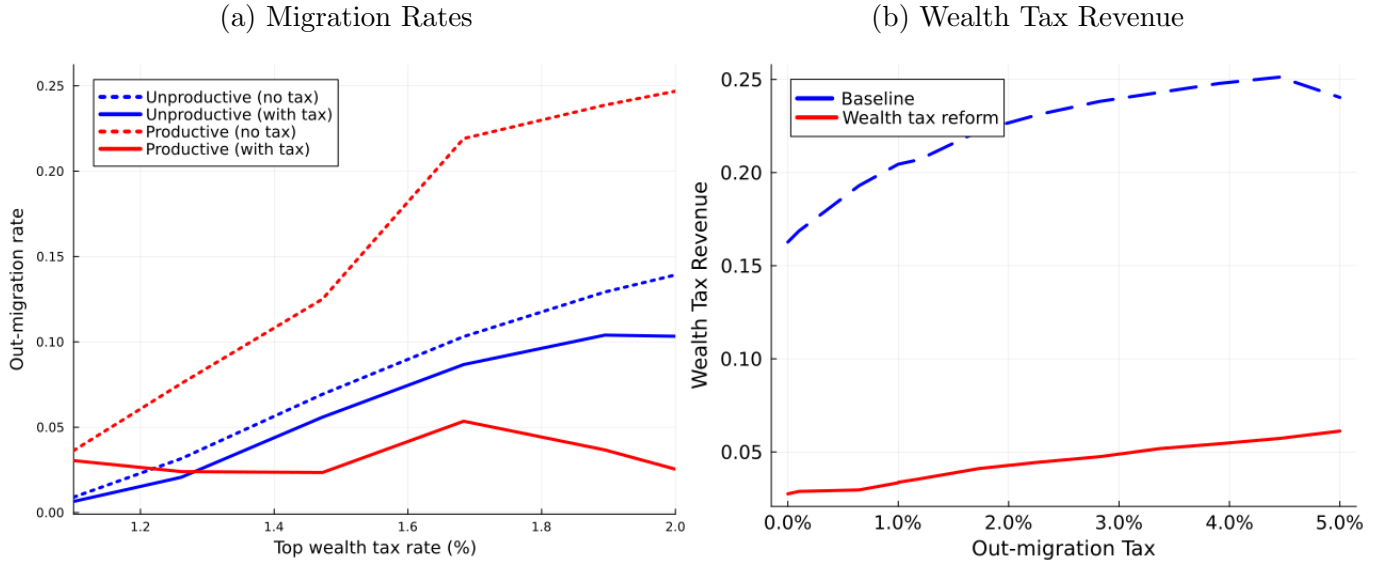 (a) Migration Rates
Out-migration rate
0.25
0.20
0.15
0.10
0.05
0.00
Unproductive (no tax)
Unproductive (with tax)
Productive (no tax)
Productive (with tax)
1.2
1.4
1.6
1.8
2.0
Top wealth tax rate (%)
(b) Wealth Tax Revenue
Wealth Tax Revenue
0.25
0.20
0.15
0.10
0.05
Baseline
Wealth tax reform
0.0%
1.0%
2.0%
3.0%
4.0%
5.0%
Out-migration Tax